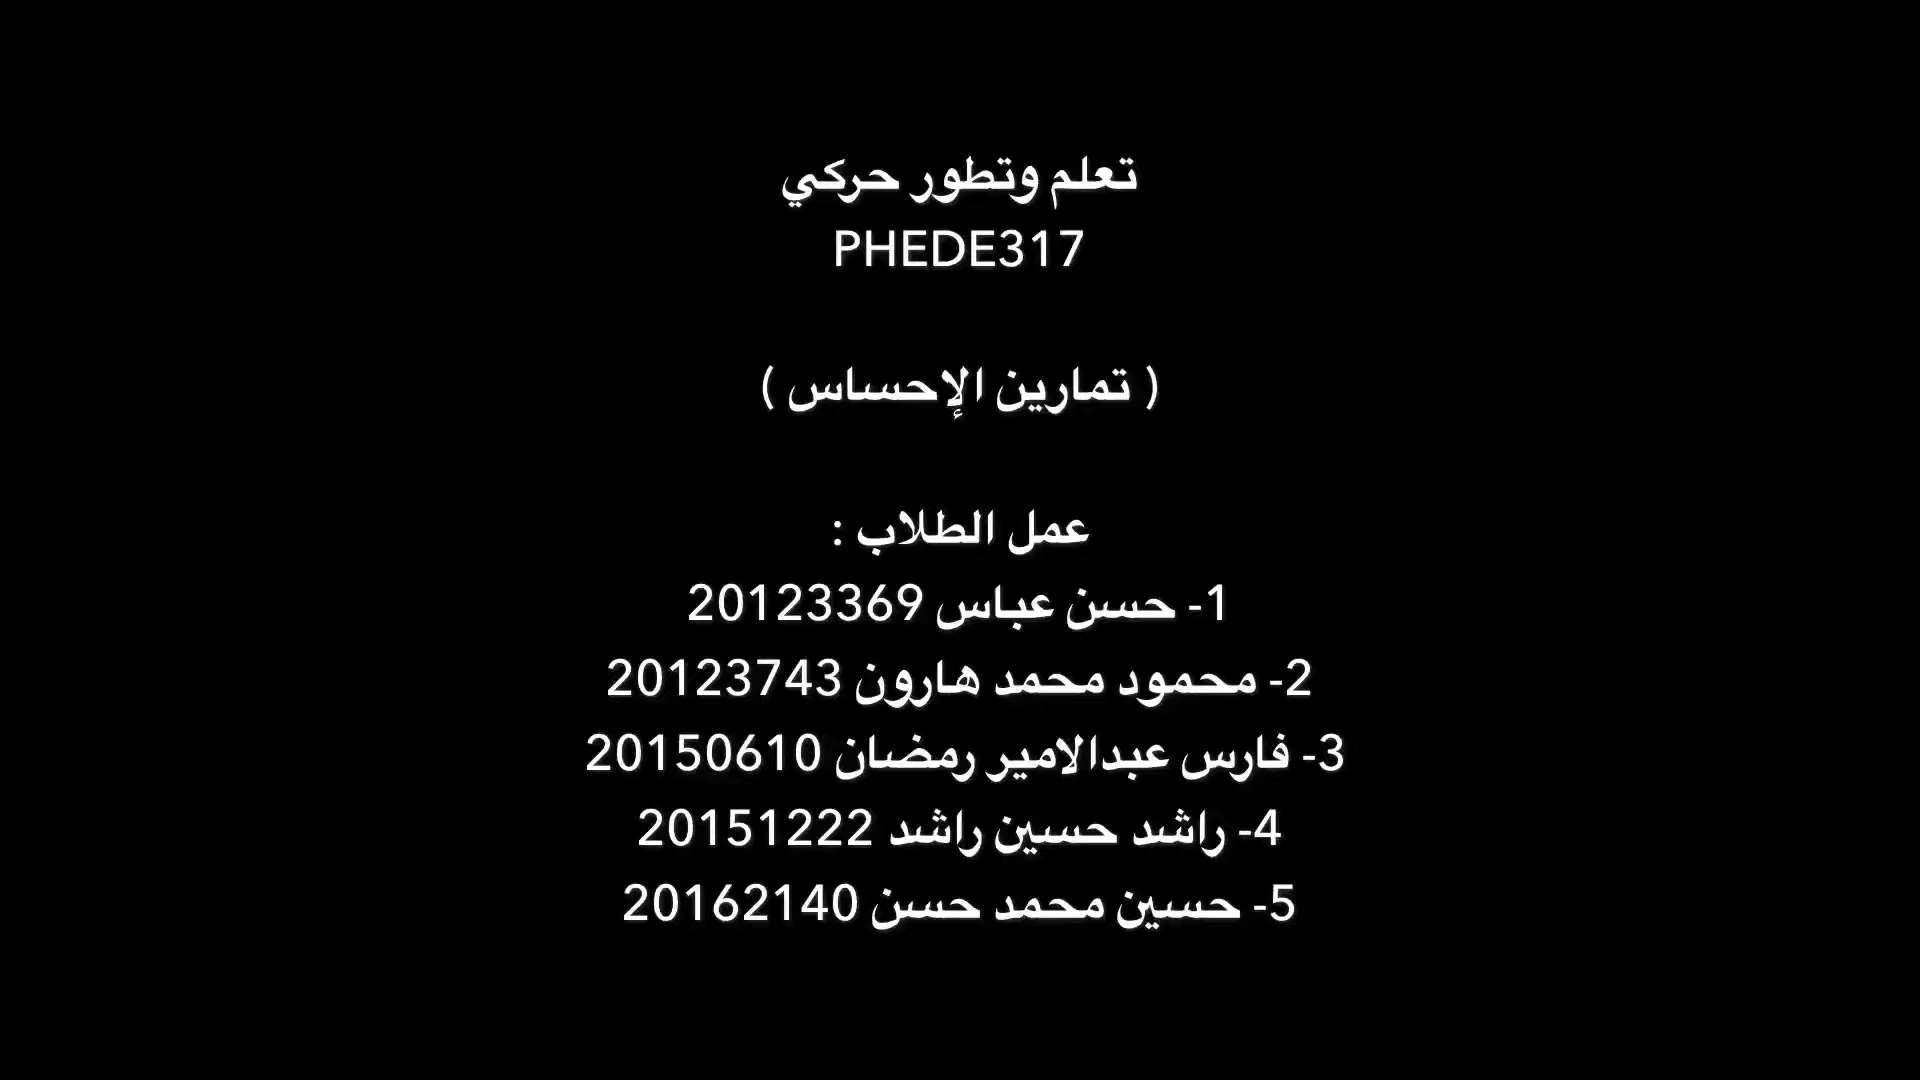 تعلم وتطور حركي
PHEDE317
( تمارين الإحساس )
عمل الطلاب :
1- حسن عباس 20123369
2- محمود محمد هارون 20123743
3- فارس عبدالامير رمضان 20150610
4- راشد حسين راشد 20151222
5- حسين محمد حسن 20162140